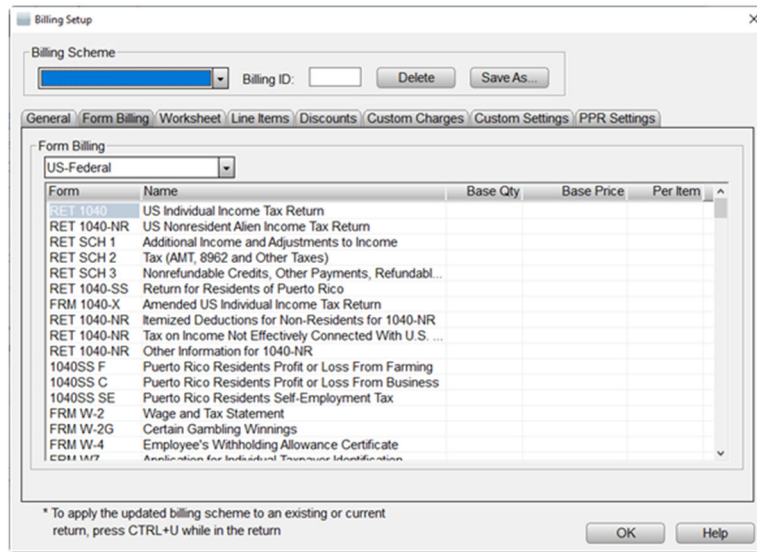 Billing Setup
Billing Scheme
Billing ID:
Delete
Save As...
General Form Billing Worksheet Line Items Discounts Custom Charges Custom Settings PPR Settings
Form Billing
US-Federal
Form Name Base Qty Base Price Per Item
RET 1040 US Individual Income Tax Return
RET 1040-NR US Nonresident Alien Income Tax Return
RET SCH 1 Additional Income and Adjustments to Income
RET SCH 2 Tax (AMT, 8962 and Other Taxes)
RET SCH 3 Nonrefundable Credits, Other Payments, Refundabl...
RET 1040-SS Return for Residents of Puerto Rico
FRM 1040-X Amended US Individual Income Tax Return
RET 1040-NR Itemized Deductions for Non-Residents for 1040-NR
RET 1040-NR Tax on Income Not Effectively Connected With U.S. ...
RET 1040-NR Other Information for 1040-NR
1040SS F Puerto Rico Residents Profit or Loss From Farming
1040SS C Puerto Rico Residents Profit or Loss From Business
1040SS SE Puerto Rico Residents Self-Employment Tax
FRM W-2 Wage and Tax Statement
FRM W-2G Certain Gambling Winnings
FRM W-4 Employee's Withholding Allowance Certificate
FRM W7 Application for Individual Taxpayer Identification
* To apply the updated billing scheme to an existing or current
return, press CTRL+U while in the return
OK
Help